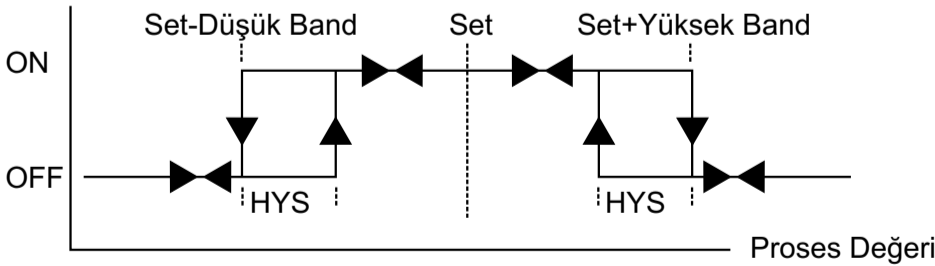 Set-Düşük Band Set Set+Yüksek Band
ON
OFF
HYS HYS
Proses Değeri